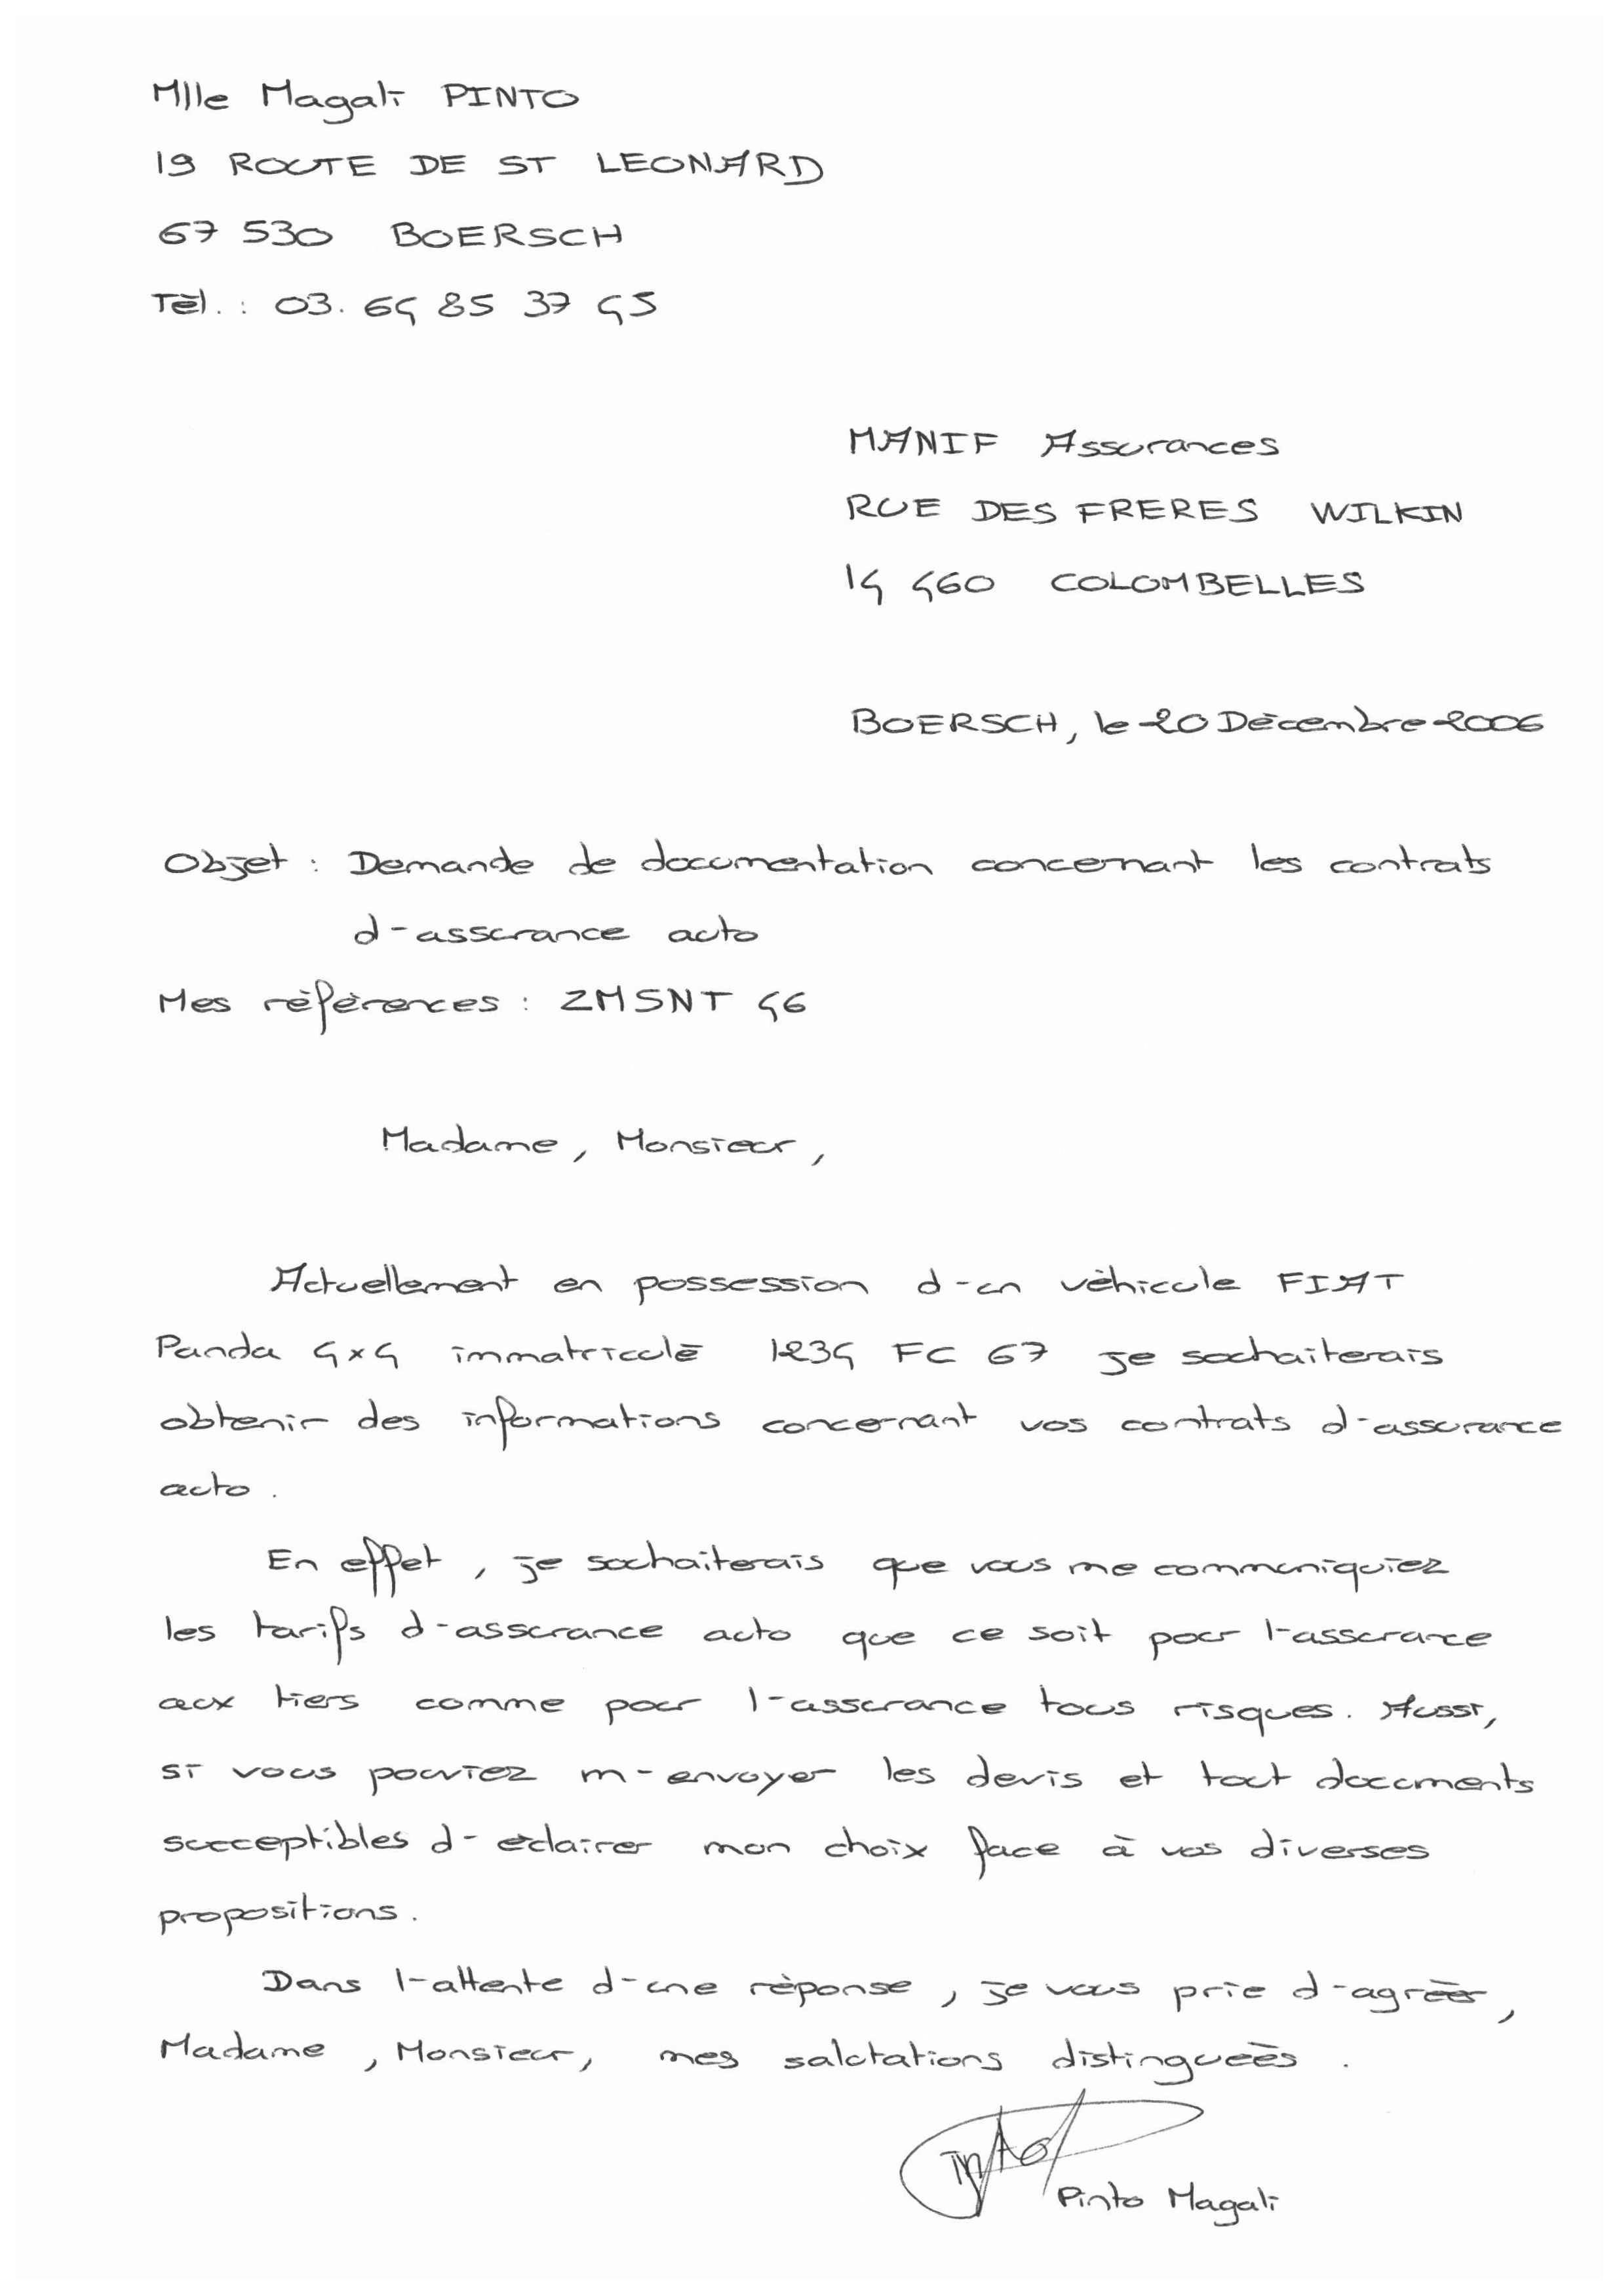 Mlle Magali PINTO
19 ROUTE DE ST LEONARD
67 530 BOERSCH
Tél. : 03. 64 85 37 45
MANIF Assurances
RUE DES FRERES WILKIN
14 460 COLOMBELLES
BOERSCH, le 20 Décembre 2006
Objet : Demande de documentation concernant les contrats
d'assurance auto
Mes références : ZMSNT 46
Madame, Monsieur,
Actuellement en possession d'un véhicule FIAT
Panda 4x4 immatriculé 1234 FC 67 je souhaiterais
obtenir des informations concernant vos contrats d'assurance
auto.
En effet, je souhaiterais que vous me communiquiez
les tarifs d'assurance auto que ce soit pour l'assurance
aux tiers comme pour l'assurance tous risques. Aussi,
si vous pouviez m'envoyer les devis et tout documents
succeptibles d'éclairer mon choix face à vos diverses
propositions.
Dans l'attente d'une réponse, je vous prie d'agréer,
Madame, Monsieur, mes salutations distinguées.
Pinto
Pinto Magali